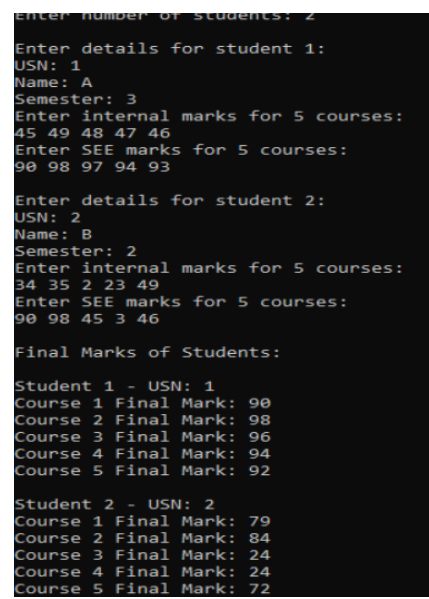 Enter number of students: 2
Enter details for student 1:
USN: 1
Name: A
Semester: 3
Enter internal marks for 5 courses:
45 49 48 47 46
Enter SEE marks for 5 courses:
90 98 97 94 93
Enter details for student 2:
USN: 2
Name: B
Semester: 2
Enter internal marks for 5 courses:
34 35 2 23 49
Enter SEE marks for 5 courses:
90 98 45 3 46
Final Marks of Students:
Student 1 - USN: 1
Course 1 Final Mark: 90
Course 2 Final Mark: 98
Course 3 Final Mark: 96
Course 4 Final Mark: 94
Course 5 Final Mark: 92
Student 2 - USN: 2
Course 1 Final Mark: 79
Course 2 Final Mark: 84
Course 3 Final Mark: 24
Course 4 Final Mark: 24
Course 5 Final Mark: 72